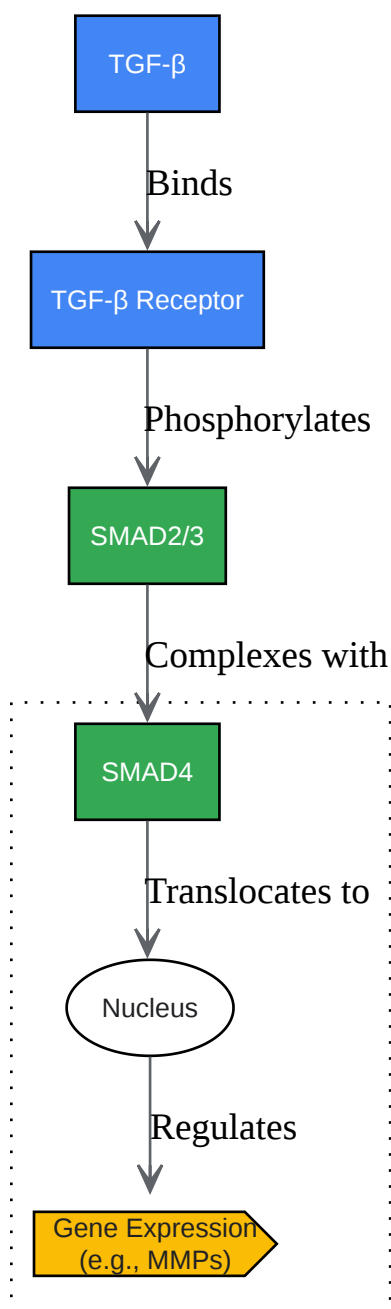 TGF-β
Binds
TGF-β Receptor
Phosphorylates
SMAD2/3
Complexes with
SMAD4
Translocates to
Nucleus
Regulates
Gene Expression
(e.g., MMPs)